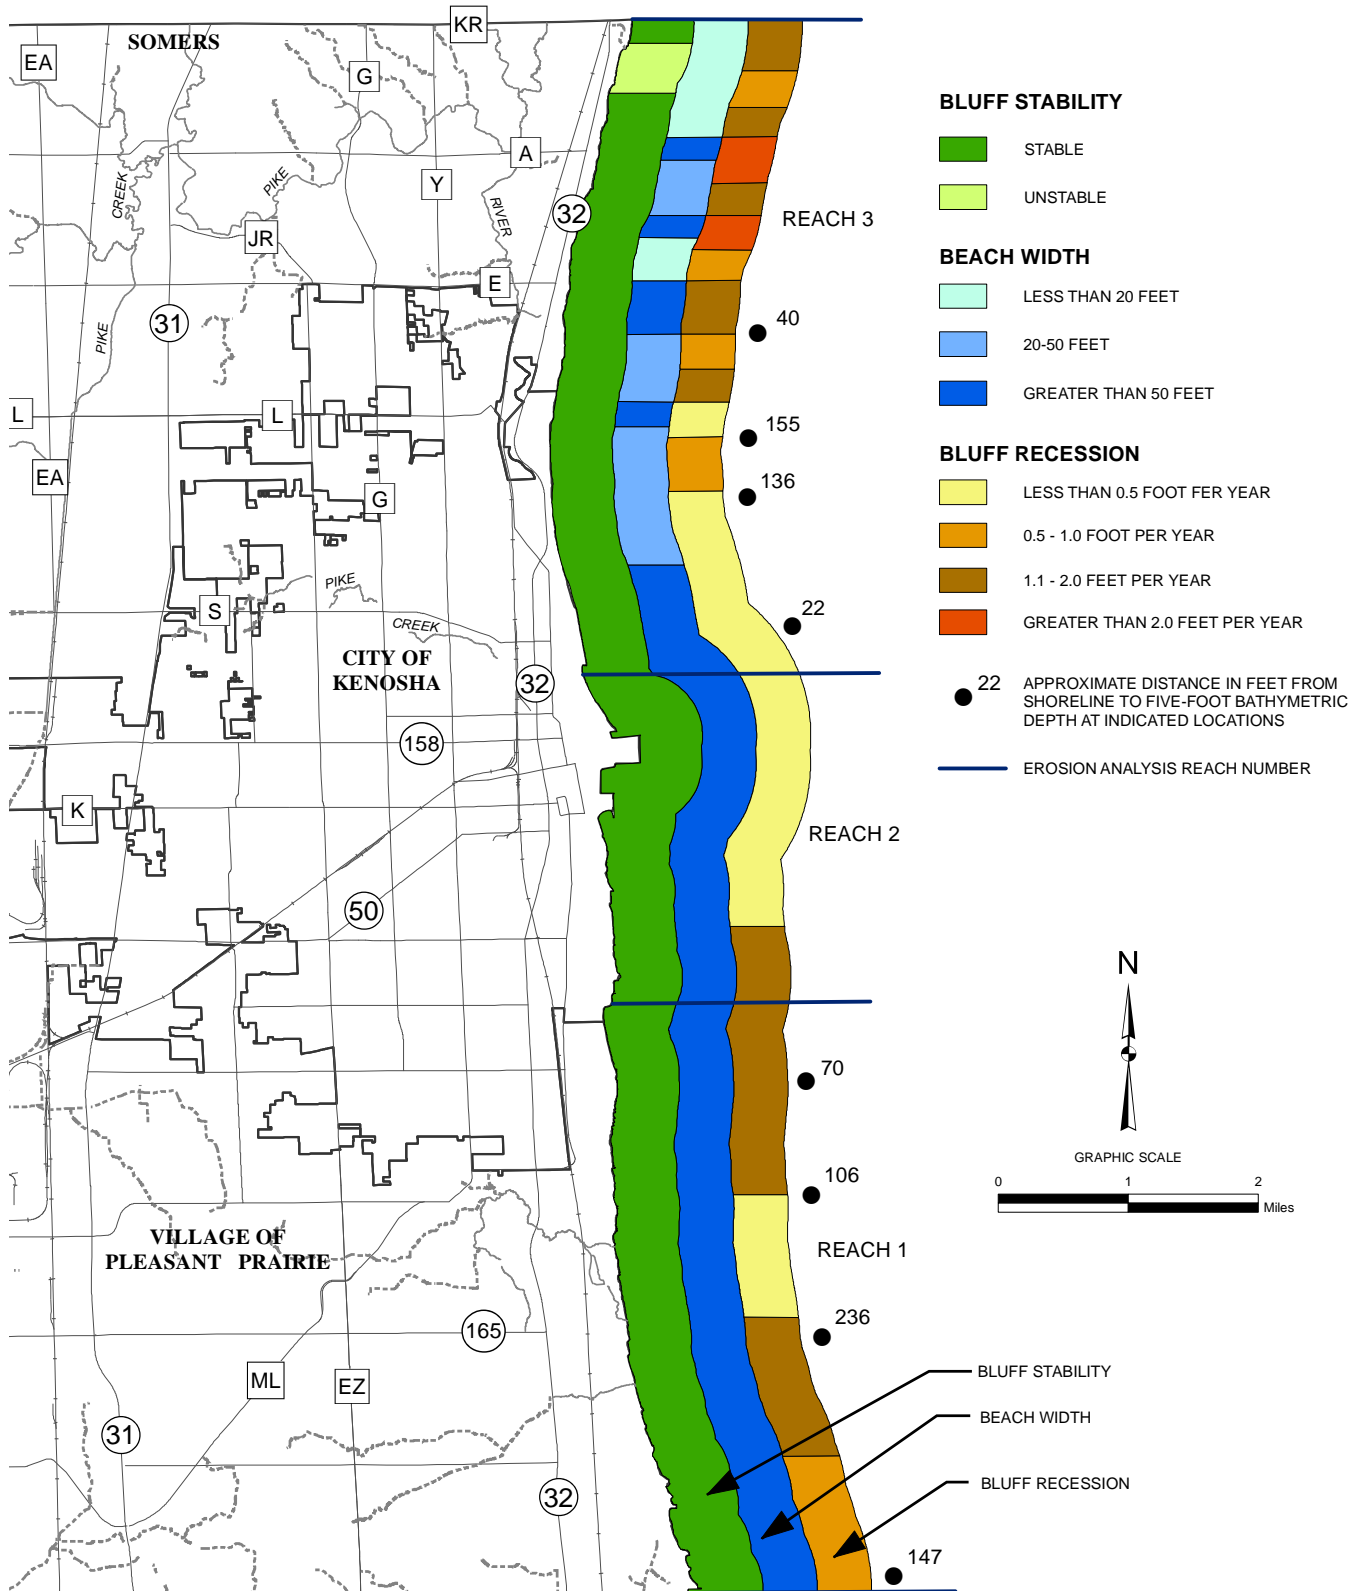 KR
SOMERS
EA
G
A
Y
PIKE
CREEK
PIKE
RIVER
32
JR
E
31
L
L
EA
G
S
PIKE
CREEK
CITY OF
KENOSHA
32
158
K
50
VILLAGE OF
PLEASANT PRAIRIE
165
ML
EZ
31
32
REACH 3
40
155
136
22
REACH 2
70
106
REACH 1
236
147
BLUFF STABILITY
STABLE
UNSTABLE
BEACH WIDTH
LESS THAN 20 FEET
20-50 FEET
GREATER THAN 50 FEET
BLUFF RECESSION
LESS THAN 0.5 FOOT FER YEAR
0.5 - 1.0 FOOT PER YEAR
1.1 - 2.0 FEET PER YEAR
GREATER THAN 2.0 FEET PER YEAR
22 APPROXIMATE DISTANCE IN FEET FROM
SHORELINE TO FIVE-FOOT BATHYMETRIC
DEPTH AT INDICATED LOCATIONS
EROSION ANALYSIS REACH NUMBER
N
GRAPHIC SCALE
0 1 2
Miles
BLUFF STABILITY
BEACH WIDTH
BLUFF RECESSION